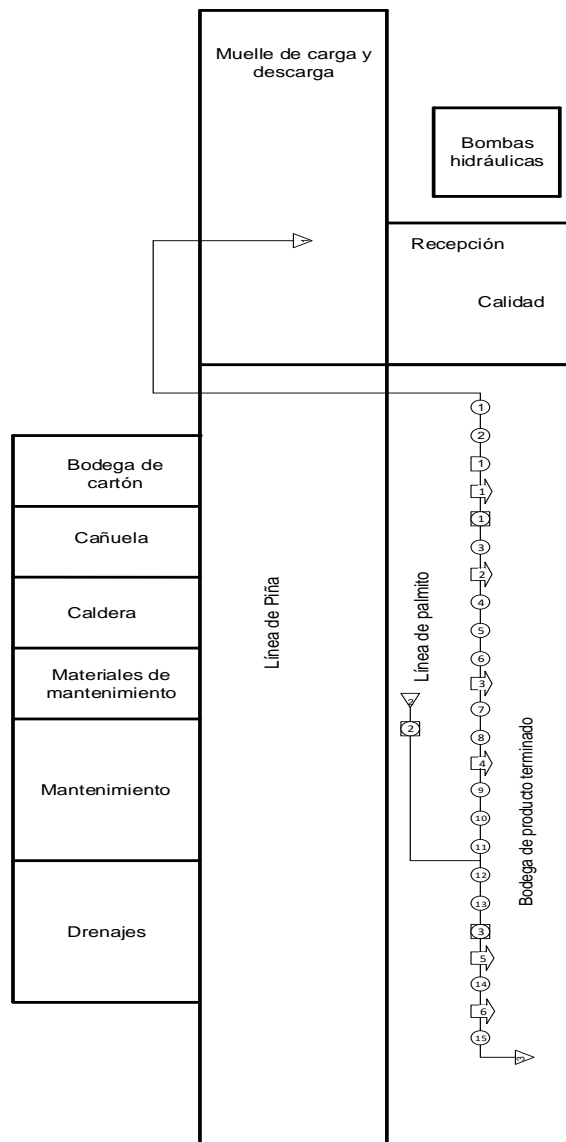 Muelle de carga y
descarga
Bombas
hidráulicas
1
Recepción
Calidad
1
2
1
1
1
3
2
4
5
6
3
7
8
4
9
10
11
12
13
3
5
14
6
15
3
2
2
Bodega de
cartón
Cañuela
Caldera
Materiales de
mantenimiento
Mantenimiento
Drenajes
Línea de Piña
Línea de palmito
Bodega de producto terminado